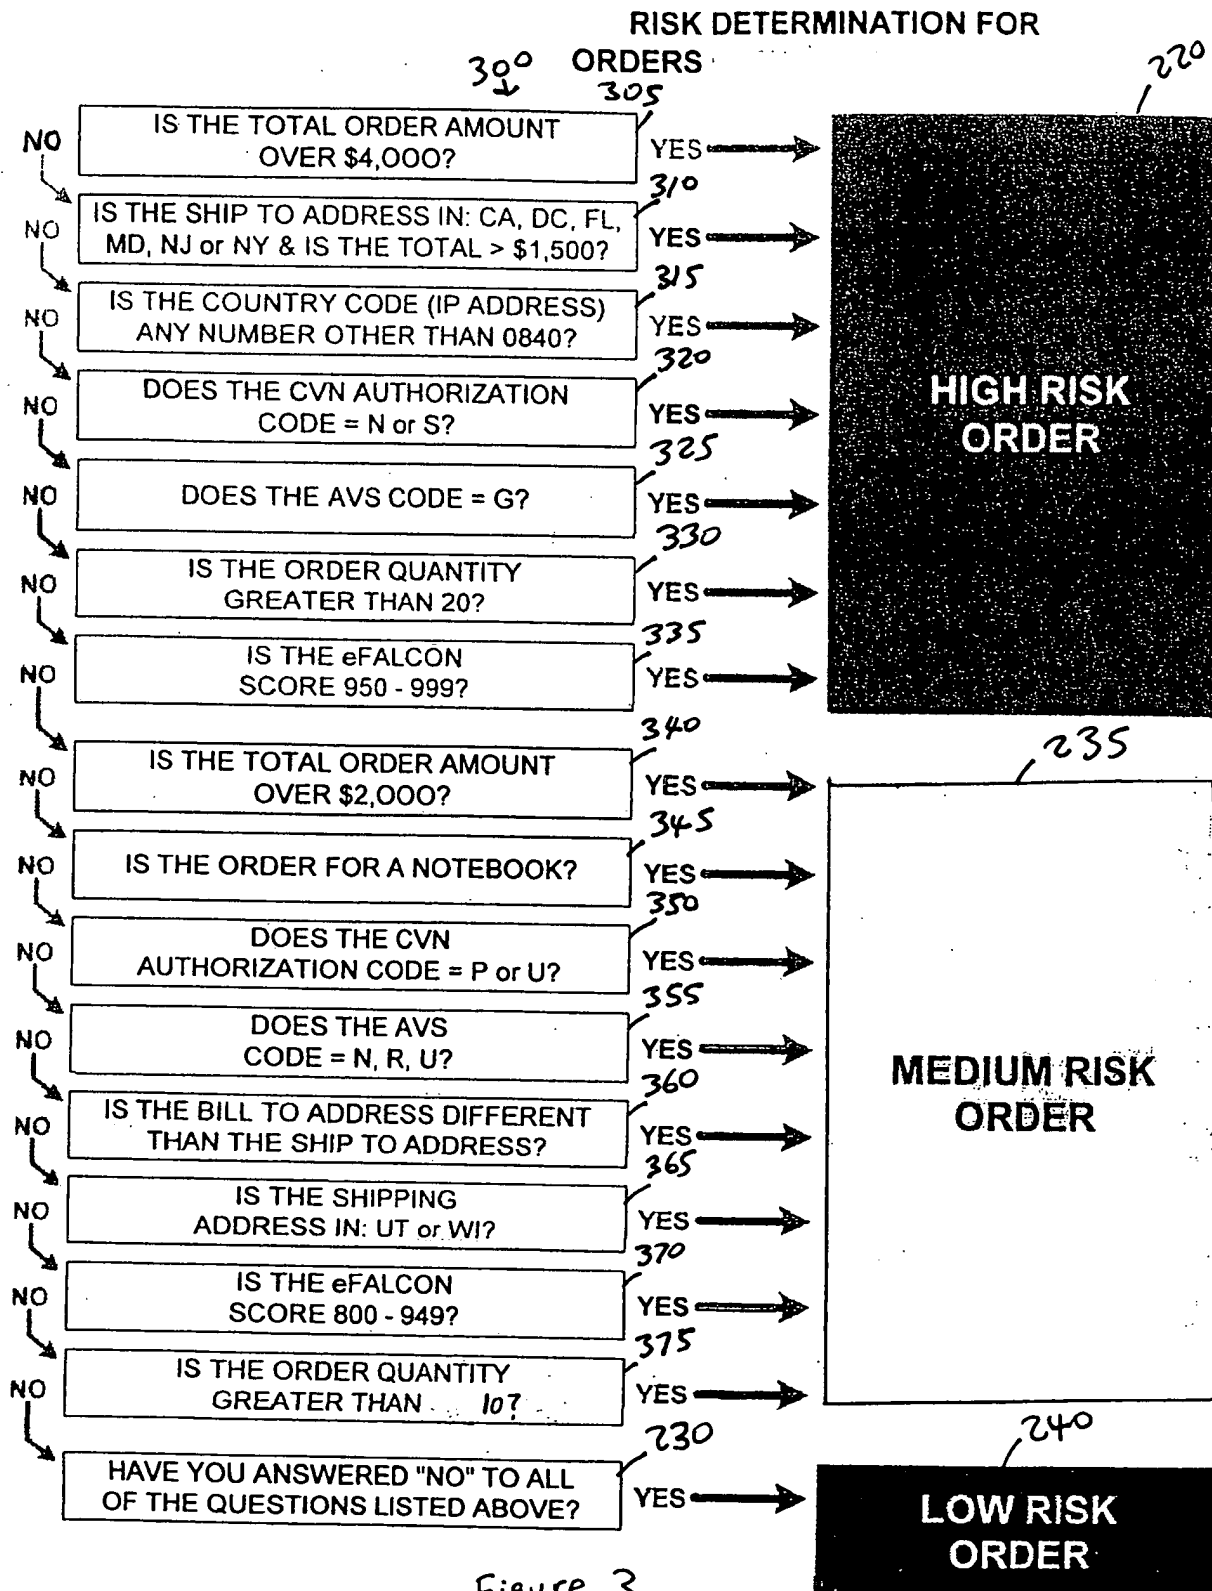 RISK DETERMINATION FOR
ORDERS
300
305
220
NO
IS THE TOTAL ORDER AMOUNT
OVER $4,000?
YES
310
NO
IS THE SHIP TO ADDRESS IN: CA, DC, FL,
MD, NJ or NY & IS THE TOTAL > $1,500?
YES
315
NO
IS THE COUNTRY CODE (IP ADDRESS)
ANY NUMBER OTHER THAN 0840?
YES
320
NO
DOES THE CVN AUTHORIZATION
CODE = N or S?
YES
325
HIGH RISK
ORDER
NO
DOES THE AVS CODE = G?
YES
330
NO
IS THE ORDER QUANTITY
GREATER THAN 20?
YES
335
NO
IS THE eFALCON
SCORE 950 - 999?
YES
340
235
NO
IS THE TOTAL ORDER AMOUNT
OVER $2,000?
YES
345
NO
IS THE ORDER FOR A NOTEBOOK?
YES
350
NO
DOES THE CVN
AUTHORIZATION CODE = P or U?
YES
355
NO
DOES THE AVS
CODE = N, R, U?
YES
360
MEDIUM RISK
ORDER
NO
IS THE BILL TO ADDRESS DIFFERENT
THAN THE SHIP TO ADDRESS?
YES
365
NO
IS THE SHIPPING
ADDRESS IN: UT or WI?
YES
370
NO
IS THE eFALCON
SCORE 800 - 949?
YES
375
NO
IS THE ORDER QUANTITY
GREATER THAN 10?
YES
230
240
HAVE YOU ANSWERED "NO" TO ALL
OF THE QUESTIONS LISTED ABOVE?
YES
LOW RISK
ORDER
Figure 3